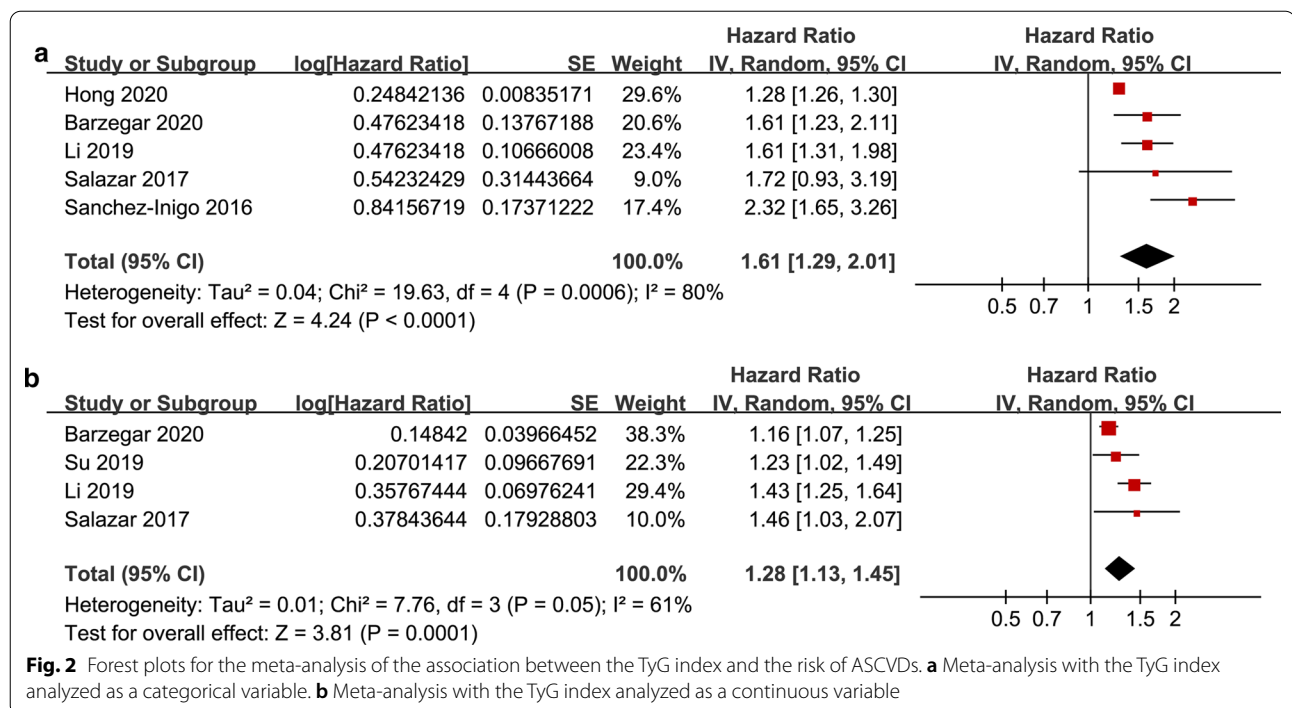 a
Hazard Ratio Hazard Ratio
Study or Subgroup log[Hazard Ratio] SE Weight IV, Random, 95% CI IV, Random, 95% CI
Hong 2020 0.24842136 0.00835171 29.6% 1.28 [1.26, 1.30]
Barzegar 2020 0.47623418 0.13767188 20.6% 1.61 [1.23, 2.11]
Li 2019 0.47623418 0.10666008 23.4% 1.61 [1.31, 1.98]
Salazar 2017 0.54232429 0.31443664 9.0% 1.72 [0.93, 3.19]
Sanchez-Inigo 2016 0.84156719 0.17371222 17.4% 2.32 [1.65, 3.26]
Total (95% CI) 100.0% 1.61 [1.29, 2.01]
Heterogeneity: Tau² = 0.04; Chi² = 19.63, df = 4 (P = 0.0006); I² = 80%
Test for overall effect: Z = 4.24 (P < 0.0001)
0.5 0.7 1 1.5 2
b
Hazard Ratio Hazard Ratio
Study or Subgroup log[Hazard Ratio] SE Weight IV, Random, 95% CI IV, Random, 95% CI
Barzegar 2020 0.14842 0.03966452 38.3% 1.16 [1.07, 1.25]
Su 2019 0.20701417 0.09667691 22.3% 1.23 [1.02, 1.49]
Li 2019 0.35767444 0.06976241 29.4% 1.43 [1.25, 1.64]
Salazar 2017 0.37843644 0.17928803 10.0% 1.46 [1.03, 2.07]
Total (95% CI) 100.0% 1.28 [1.13, 1.45]
Heterogeneity: Tau² = 0.01; Chi² = 7.76, df = 3 (P = 0.05); I² = 61%
Test for overall effect: Z = 3.81 (P = 0.0001)
0.5 0.7 1 1.5 2
Fig. 2 Forest plots for the meta-analysis of the association between the TyG index and the risk of ASCVDs. a Meta-analysis with the TyG index
analyzed as a categorical variable. b Meta-analysis with the TyG index analyzed as a continuous variable